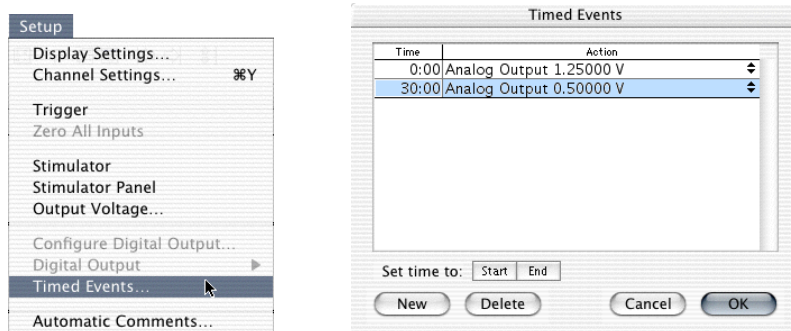 Setup
Display Settings...
Channel Settings... ⌘Y
Trigger
Zero All Inputs
Stimulator
Stimulator Panel
Output Voltage...
Configure Digital Output...
Digital Output
Timed Events...
Automatic Comments...
Timed Events
Time Action
0:00 Analog Output 1.25000 V
30:00 Analog Output 0.50000 V
Set time to: Start End
New Delete Cancel OK